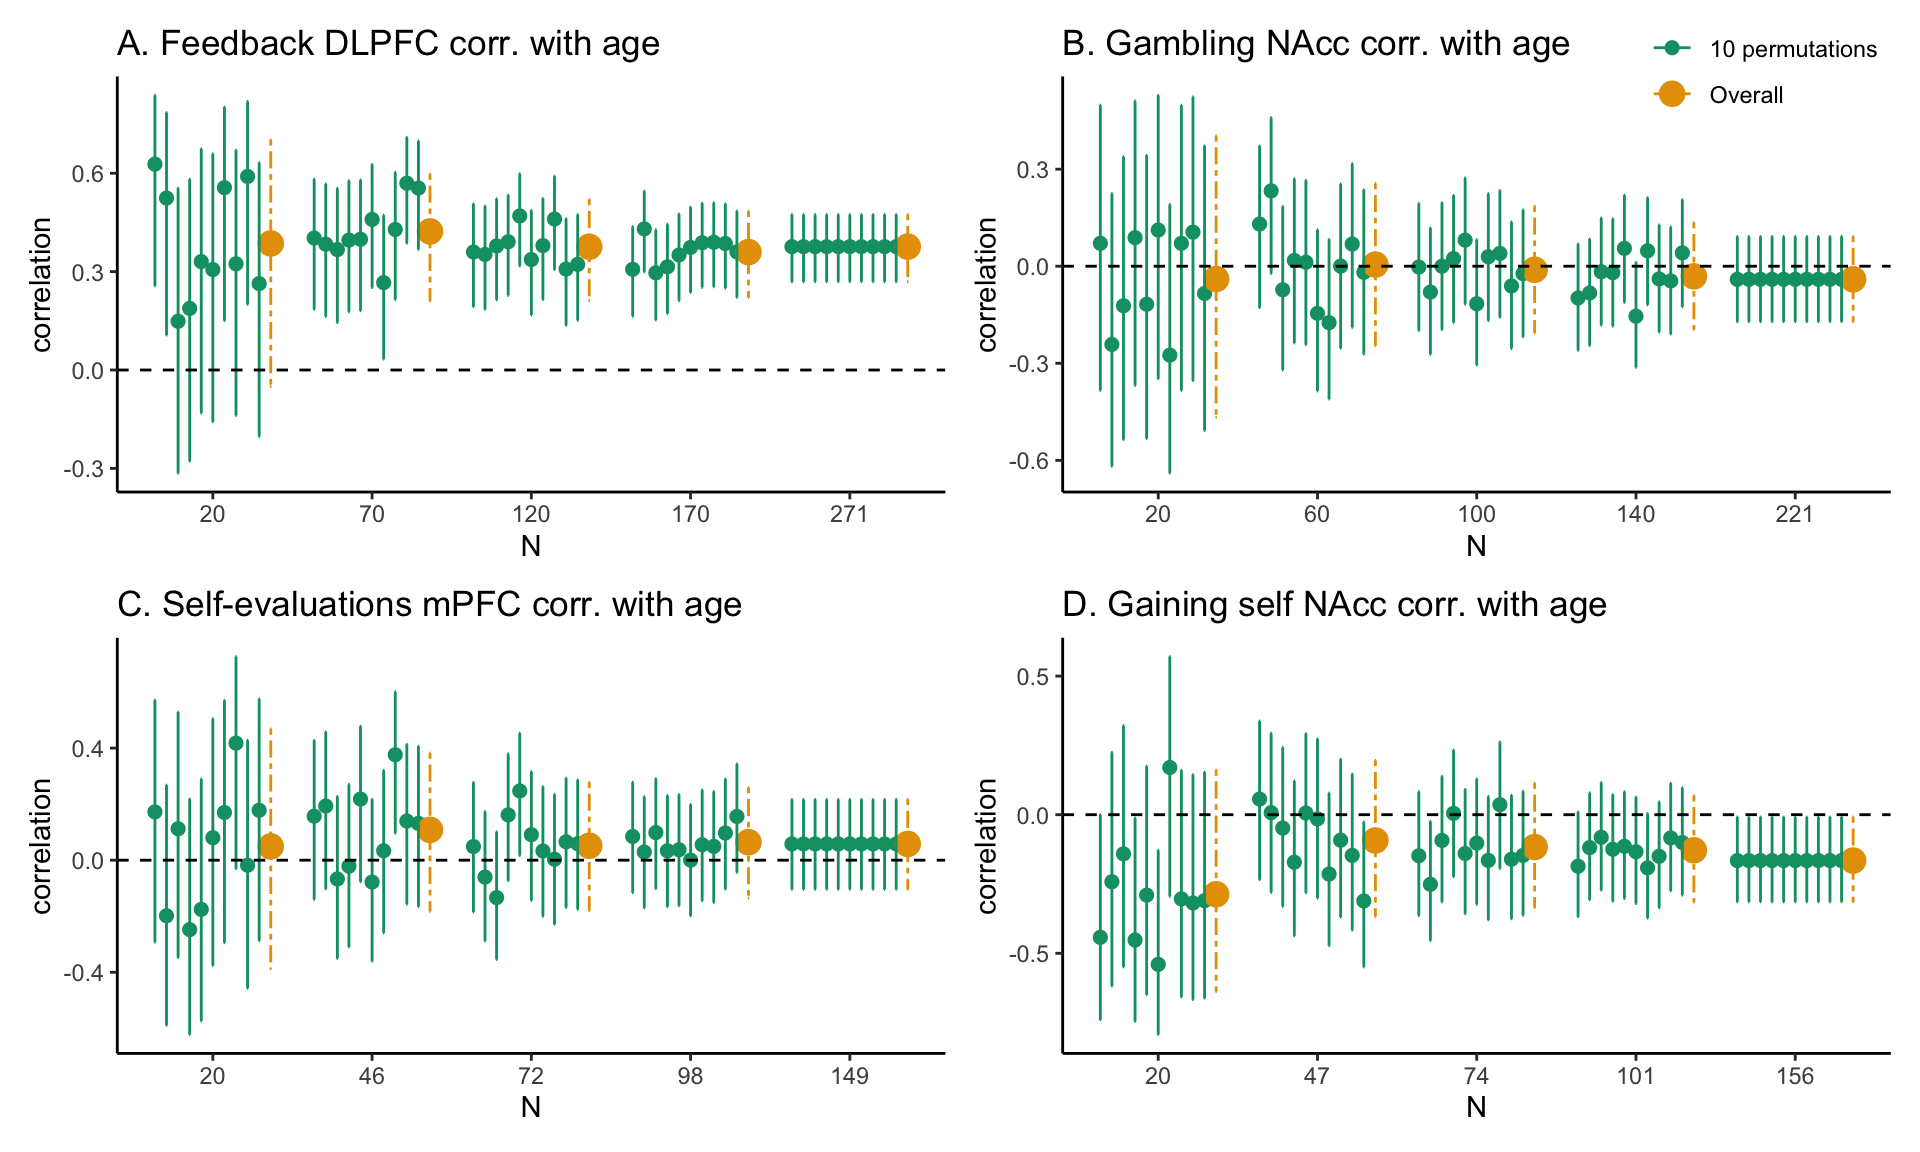 A. Feedback DLPFC corr. with age
correlation
0.6
0.3
0.0
-0.3
20 70 120 170 271
N
B. Gambling NAcc corr. with age
10 permutations
Overall
correlation
0.3
0.0
-0.3
-0.6
20 60 100 140 221
N
C. Self-evaluations mPFC corr. with age
correlation
0.4
0.0
-0.4
20 46 72 98 149
N
D. Gaining self NAcc corr. with age
correlation
0.5
0.0
-0.5
20 47 74 101 156
N